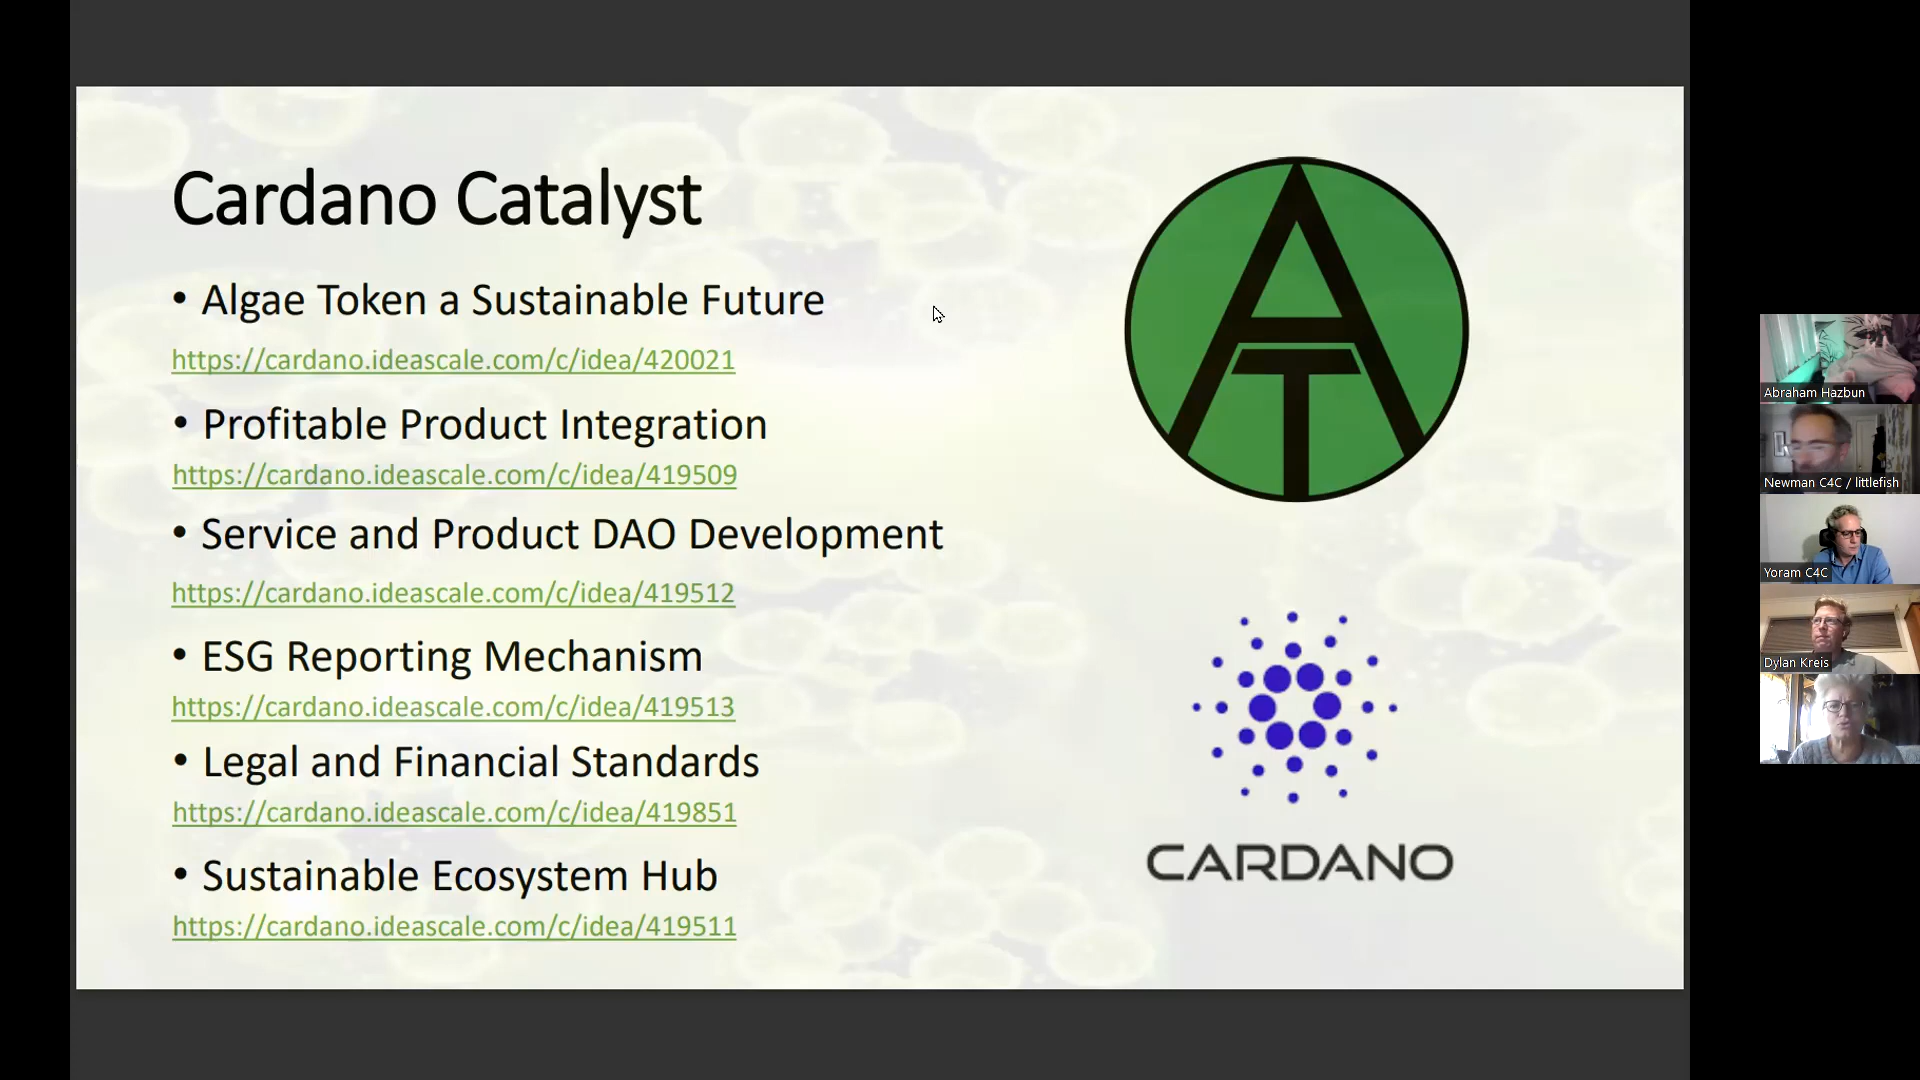 Cardano Catalyst
• Algae Token a Sustainable Future
https://cardano.ideascale.com/c/idea/420021
• Profitable Product Integration
https://cardano.ideascale.com/c/idea/419509
• Service and Product DAO Development
https://cardano.ideascale.com/c/idea/419512
• ESG Reporting Mechanism
https://cardano.ideascale.com/c/idea/419513
• Legal and Financial Standards
https://cardano.ideascale.com/c/idea/419851
• Sustainable Ecosystem Hub
https://cardano.ideascale.com/c/idea/419511
AT
CARDANO
Abraham Hazbun
Newman C4C / littlefish
Yoram C4C
Dylan Kreis